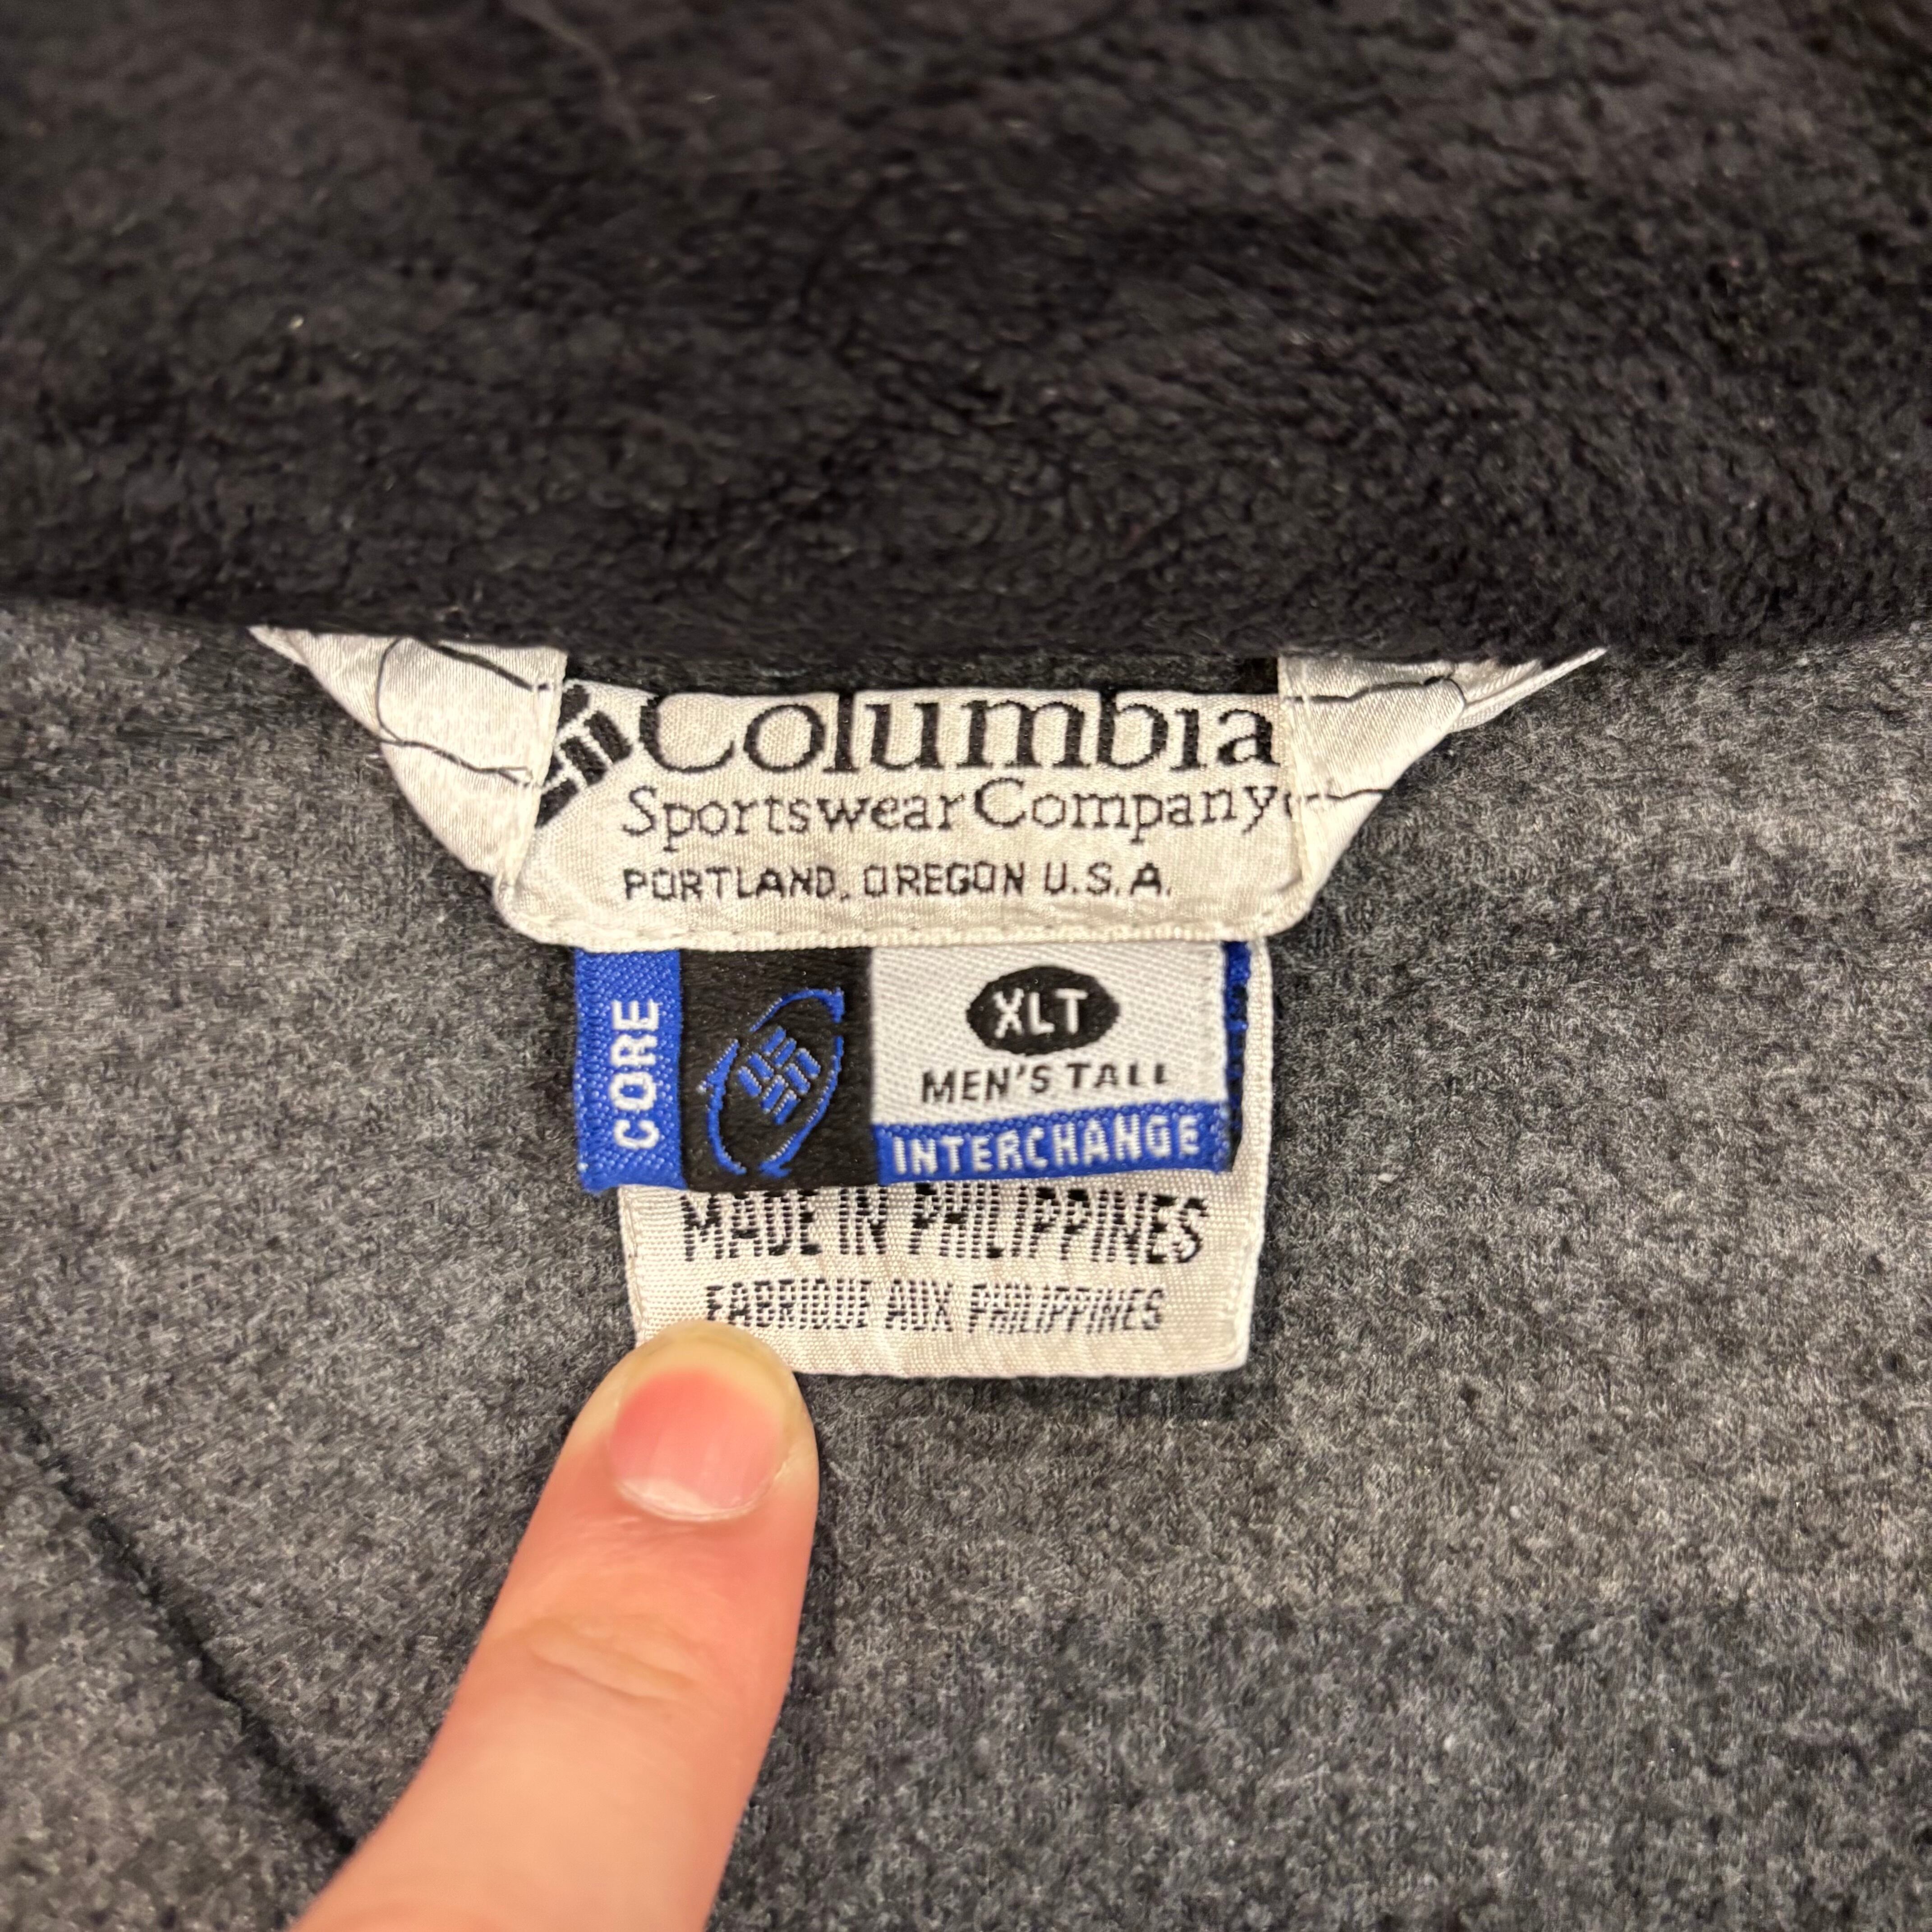 Columbia
Sportswear Company
PORTLAND, OREGON U.S.A.
CORE
XLT
MEN'S TALL
INTERCHANGE
MADE IN PHILIPPINES
FABRIQUE AUX PHILIPPINES